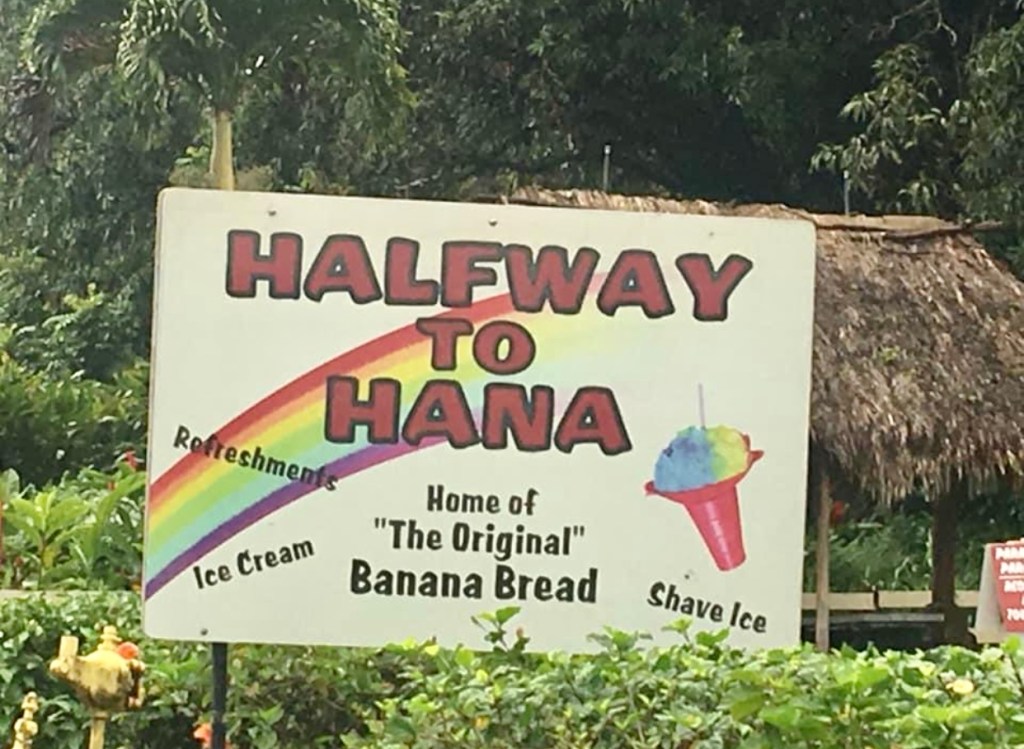 HALFWAY
TO
HANA
Refreshments
Ice Cream
Home of
"The Original"
Banana Bread
Shave Ice